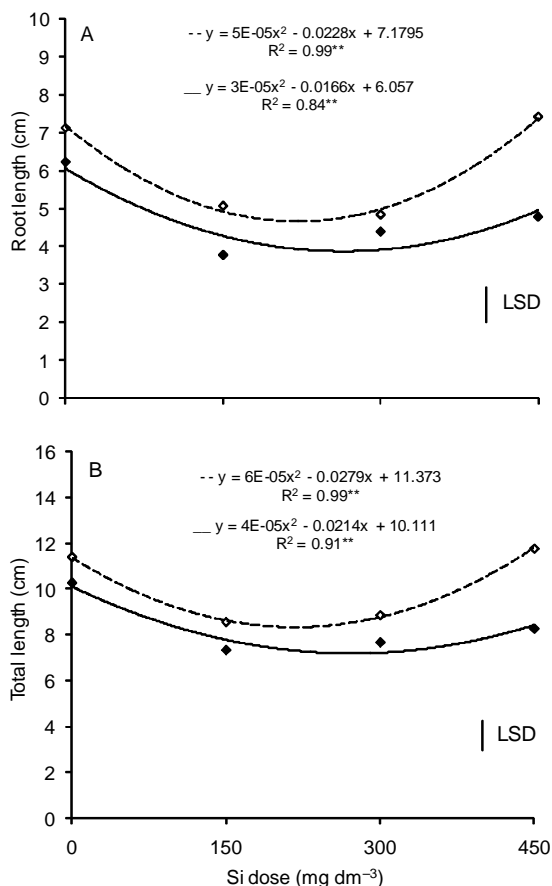 A
- - y = 5E-05x² - 0.0228x + 7.1795
R² = 0.99**
__ y = 3E-05x² - 0.0166x + 6.057
R² = 0.84**
10
9
8
7
6
5
4
3
2
1
0
Root length (cm)
LSD
B
- - y = 6E-05x² - 0.0279x + 11.373
R² = 0.99**
__ y = 4E-05x² - 0.0214x + 10.111
R² = 0.91**
16
14
12
10
8
6
4
2
0
Total length (cm)
LSD
0 150 300 450
Si dose (mg dm⁻³)